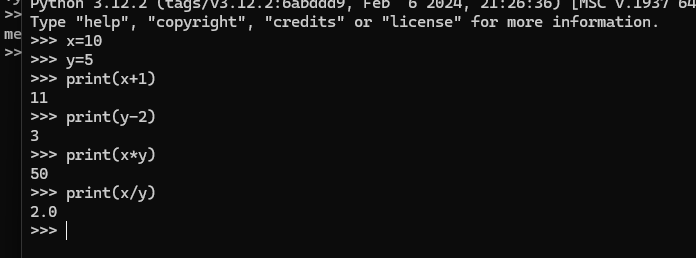 Python 3.12.2 (tags/v3.12.2:6abddd9, Feb  6 2024, 21:26:36) [MSC v.1937 64
Type "help", "copyright", "credits" or "license" for more information.
>>> x=10
>>> y=5
>>> print(x+1)
11
>>> print(y-2)
3
>>> print(x*y)
50
>>> print(x/y)
2.0
>>>
>>
me
>>